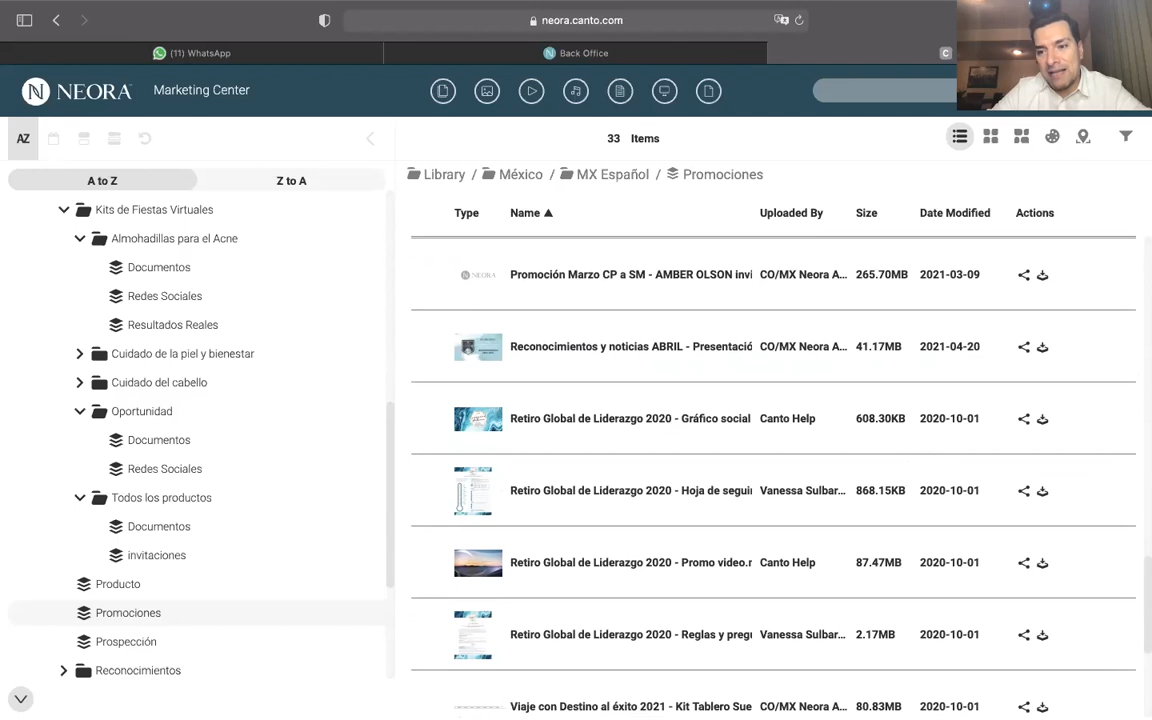 neora.canto.com
(11) WhatsApp
Back Office
C
NEORA
Marketing Center
AZ
33 Items
A to Z
Z to A
Library / México / MX Español / Promociones
Type Name ▲ Uploaded By Size Date Modified Actions
Kits de Fiestas Virtuales
Almohadillas para el Acne
Documentos
Redes Sociales
Resultados Reales
Cuidado de la piel y bienestar
Cuidado del cabello
Oportunidad
Documentos
Redes Sociales
Todos los productos
Documentos
invitaciones
Producto
Promociones
Prospección
Reconocimientos
NEORA
Promoción Marzo CP a SM - AMBER OLSON invi CO/MX Neora A... 265.70MB 2021-03-09
Reconocimientos y noticias ABRIL - Presentació CO/MX Neora A... 41.17MB 2021-04-20
Retiro Global de Liderazgo 2020 - Gráfico social Canto Help 608.30KB 2020-10-01
Retiro Global de Liderazgo 2020 - Hoja de segui Vanessa Sulbar... 868.15KB 2020-10-01
Retiro Global de Liderazgo 2020 - Promo video.r Canto Help 87.47MB 2020-10-01
Retiro Global de Liderazgo 2020 - Reglas y preg Vanessa Sulbar... 2.17MB 2020-10-01
Viaje con Destino al éxito 2021 - Kit Tablero Sue CO/MX Neora A... 80.83MB 2020-10-01